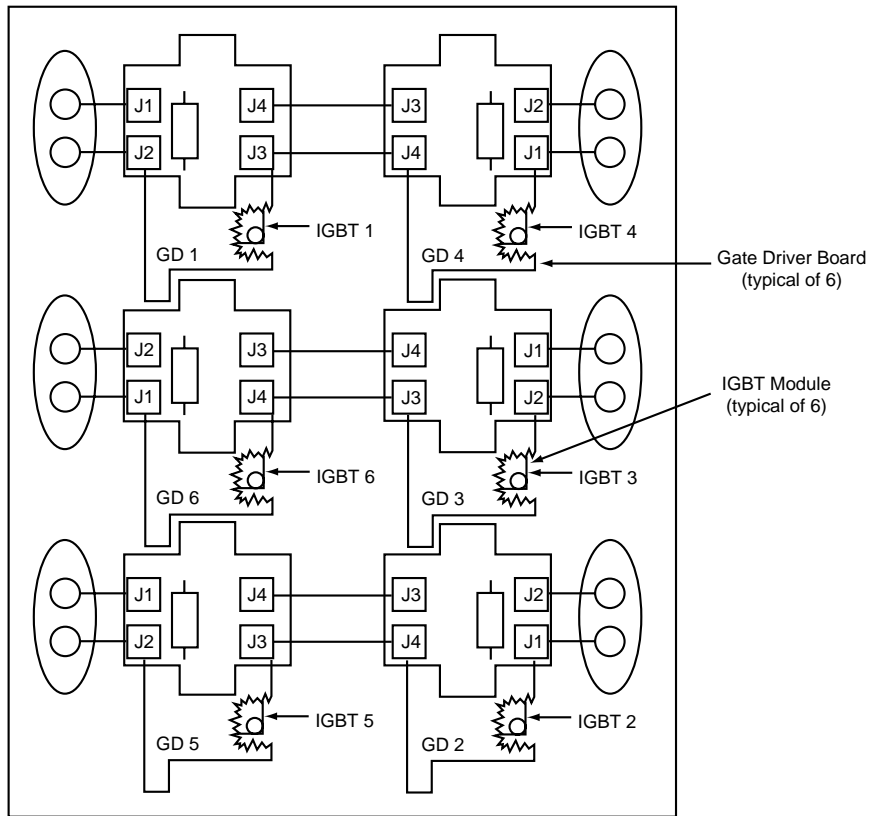 J1 J4 J3 J2
J2 J3 J4 J1
IGBT 1 IGBT 4
GD 1 GD 4
Gate Driver Board
(typical of 6)
J2 J3 J4 J1
J1 J4 J3 J2
IGBT Module
(typical of 6)
IGBT 6 IGBT 3
GD 6 GD 3
J1 J4 J3 J2
J2 J3 J4 J1
IGBT 5 IGBT 2
GD 5 GD 2